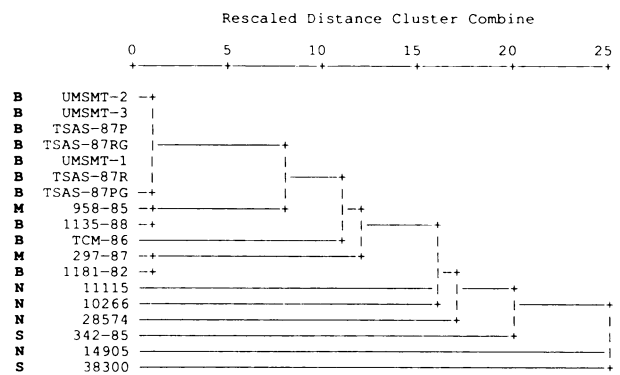 Rescaled Distance Cluster Combine
0 5 10 15 20 25
B UMSMT-2
B UMSMT-3
B TSAS-87P
B TSAS-87RG
B UMSMT-1
B TSAS-87R
B TSAS-87PG
M 958-85
B 1135-88
B TCM-86
M 297-87
B 1181-82
N 11115
N 10266
N 28574
S 342-85
N 14905
S 38300